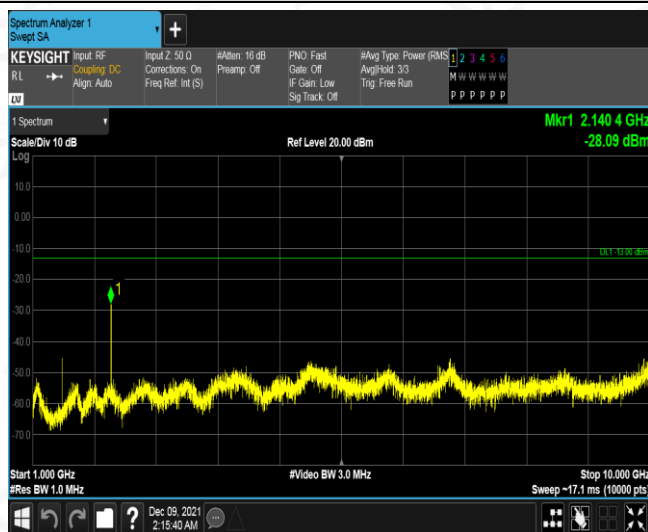 Spectrum Analyzer 1
Swept SA
+
KEYSIGHT Input: RF Input Z: 50 Ω #Atten: 16 dB PNO: Fast #Avg Type: Power (RMS 1 2 3 4 5 6
RL Coupling: DC Corrections: On Preamp: Off Gate: Off Avg|Hold: 3/3 M W W W W W
Align: Auto Freq Ref: Int (S) IF Gain: Low Trig: Free Run
Sig Track: Off P P P P P P
LXI
1 Spectrum Mkr1 2.140 4 GHz
Scale/Div 10 dB Ref Level 20.00 dBm -28.09 dBm
Log
10.0
0.00
-10.0
DL1 -13.00 dBm
-20.0
1
-30.0
-40.0
-50.0
-60.0
-70.0
Start 1.000 GHz #Video BW 3.0 MHz Stop 10.000 GHz
#Res BW 1.0 MHz Sweep ~17.1 ms (10000 pts)
? Dec 09, 2021
2:15:40 AM